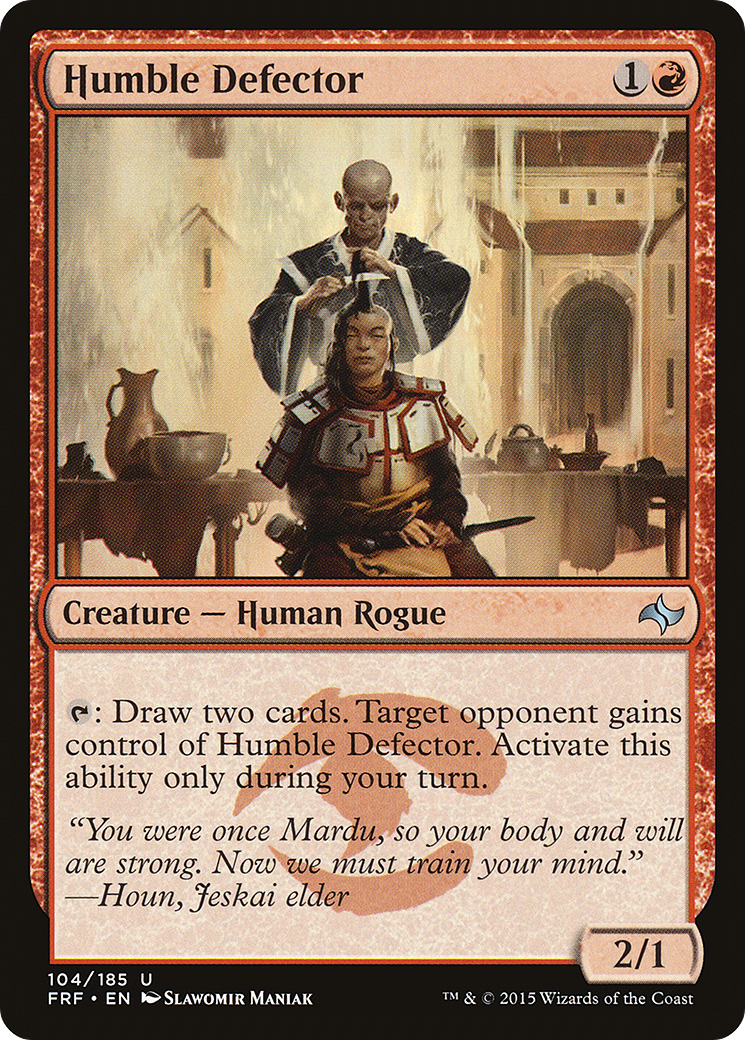 Humble Defector
1
Creature — Human Rogue
: Draw two cards. Target opponent gains
control of Humble Defector. Activate this
ability only during your turn.
“You were once Mardu, so your body and will
are strong. Now we must train your mind.”
—Houn, Jeskai elder
2/1
104/185 U
FRF • EN Slawomir Maniak
™ & © 2015 Wizards of the Coast